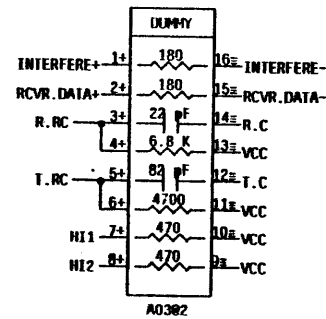 DUMMY
INTERFERE+ 1+ 180 16= INTERFERE-
RCVR.DATA+ 2+ 180 15= RCVR.DATA-
R.RC 3+ 22 pF 14= R.C
4+ 6.8 K 13= VCC
T.RC 5+ 82 pF 12= T.C
6+ 4700 11= VCC
HI1 7+ 470 10= VCC
HI2 8+ 470 9= VCC
A0302